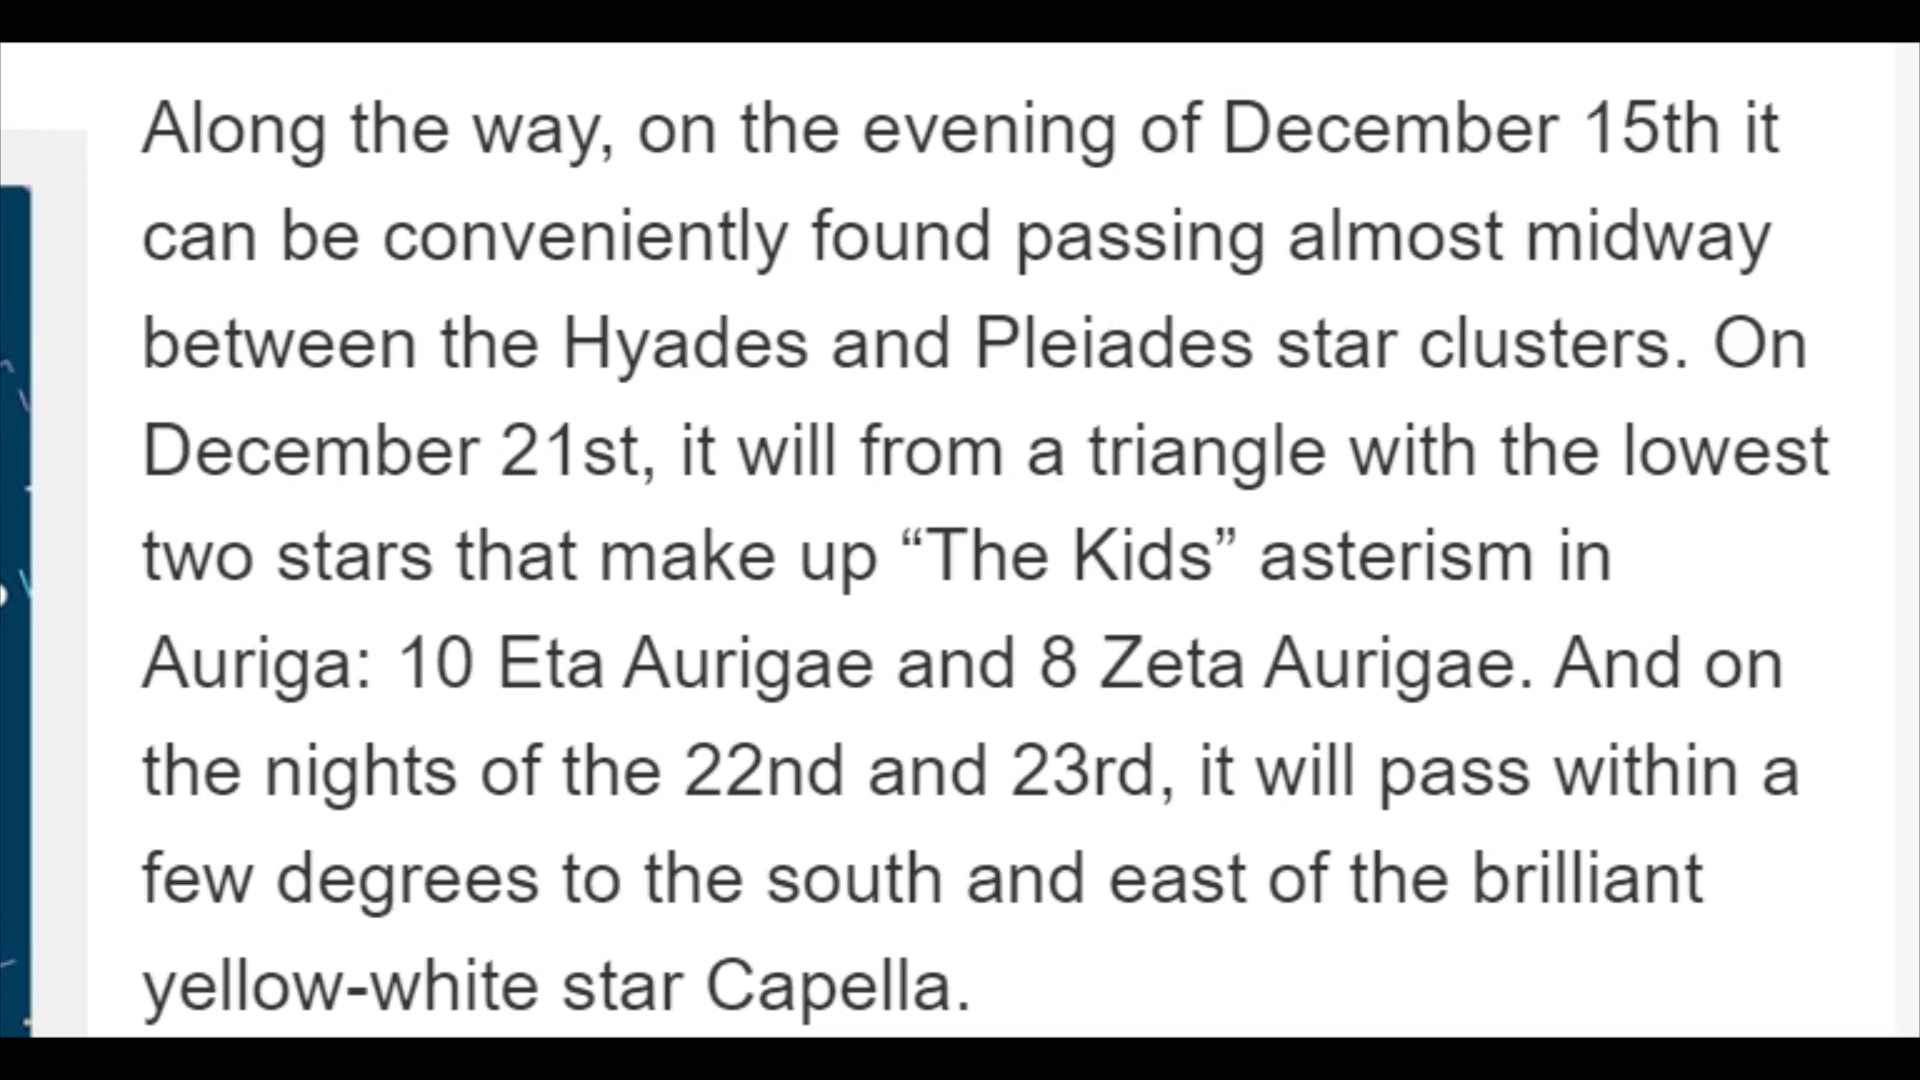 Along the way, on the evening of December 15th it
can be conveniently found passing almost midway
between the Hyades and Pleiades star clusters. On
December 21st, it will from a triangle with the lowest
two stars that make up “The Kids” asterism in
Auriga: 10 Eta Aurigae and 8 Zeta Aurigae. And on
the nights of the 22nd and 23rd, it will pass within a
few degrees to the south and east of the brilliant
yellow-white star Capella.